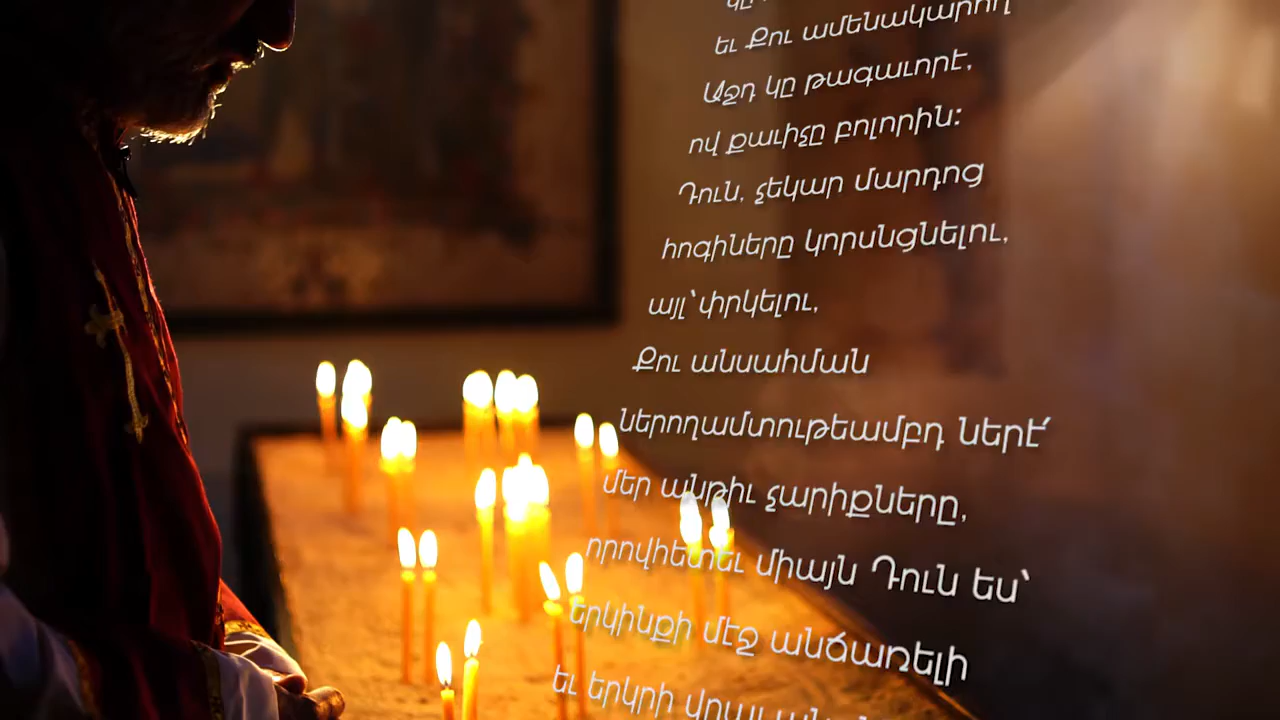 եւ Քու ամենակարող
Աջդ կը թագաւորէ,
ով քաւիչը բոլորին:
Դուն, չեկար մարդոց
հոգիները կորսնցնելու,
այլ՝ փրկելու,
Քու անսահման
ներողամտութեամբդ ներէ՛
մեր անթիւ չարիքները,
որովհետեւ միայն Դուն ես՝
երկինքի մէջ անճառելի
եւ երկրի վրայ